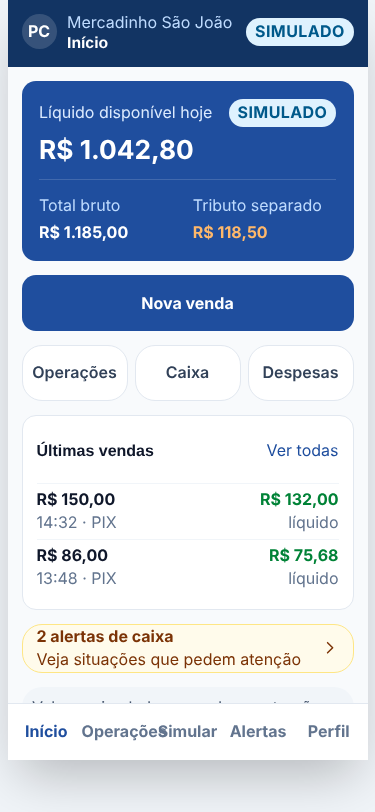 PC
Mercadinho São João
Início
SIMULADO
Líquido disponível hoje
SIMULADO
R$ 1.042,80
Total bruto
Tributo separado
R$ 1.185,00
R$ 118,50
Nova venda
Operações
Caixa
Despesas
Últimas vendas
Ver todas
R$ 150,00
R$ 132,00
14:32 · PIX
líquido
R$ 86,00
R$ 75,68
13:48 · PIX
líquido
2 alertas de caixa
Veja situações que pedem atenção
Início
Operações
Simular
Alertas
Perfil